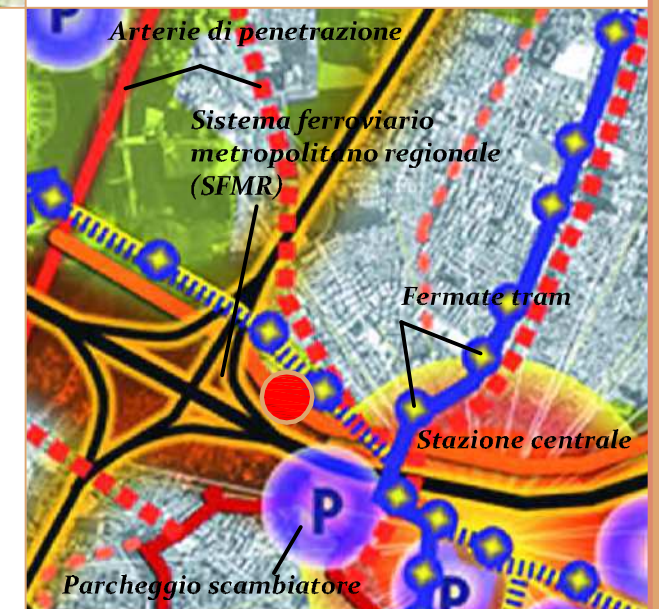 P
Arterie di penetrazione
Sistema ferroviario
metropolitano regionale
(SFMR)
Fermate tram
Stazione centrale
P
Parcheggio scambiatore
P